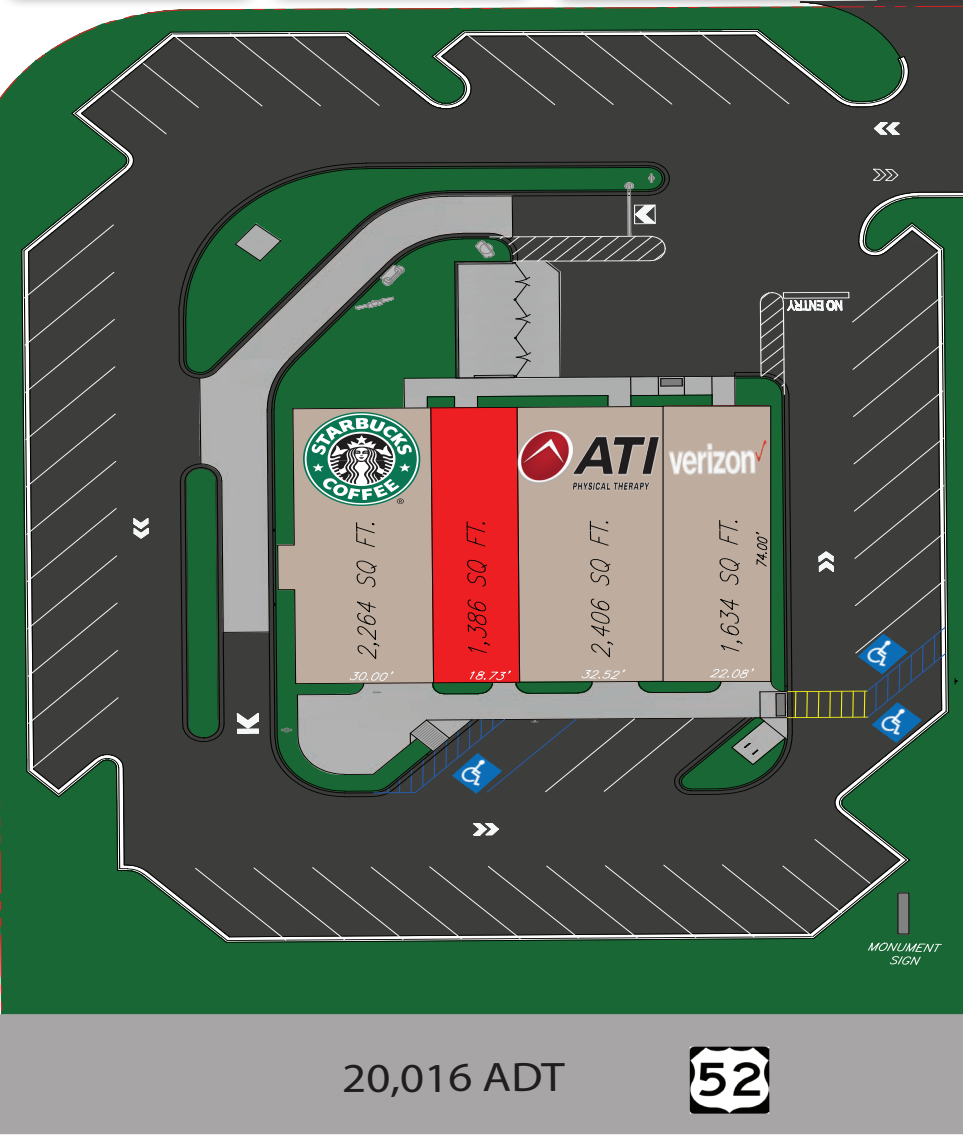 NO ENTRY
STARBUCKS
COFFEE
®
ATI
PHYSICAL THERAPY
verizon
2,264 SQ FT.
1,386 SQ FT.
2,406 SQ FT.
1,634 SQ FT.
74.00'
30.00'
18.73'
32.52'
22.08'
MONUMENT
SIGN
20,016 ADT
52